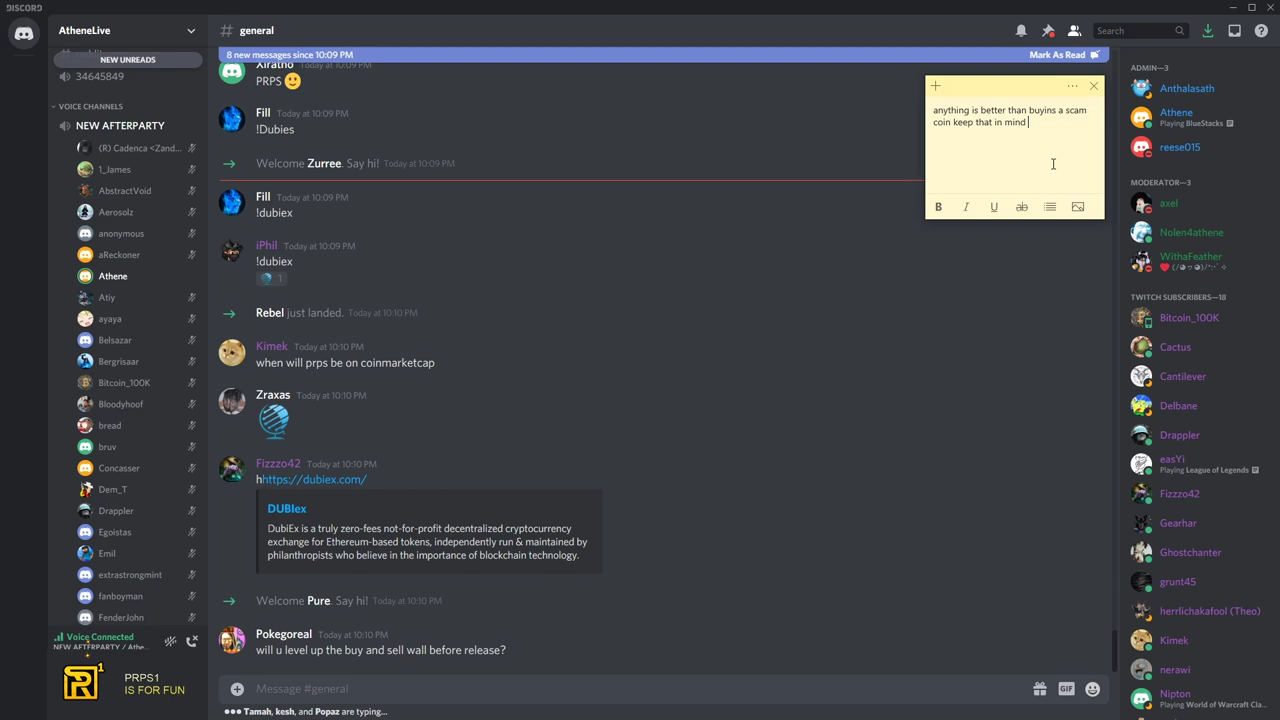 DISCORD
AtheneLive
NEW UNREADS
34645849
VOICE CHANNELS
NEW AFTERPARTY
(R) Cadenca <Zand...
1_James
AbstractVoid
Aerosolz
anonymous
aReckoner
Athene
Atiy
ayaya
Belsazar
Bergrisaar
Bitcoin_100K
Bloodyhoof
bread
bruv
Concasser
Dem_T
Drappler
Egoistas
Emil
extrastrongmint
fanboyman
FenderJohn
Voice Connected
NEW AFTERPARTY / Athe...
PRPS1
IS FOR FUN
# general
Search
8 new messages since 10:09 PM
Mark As Read
Xiratho Today at 10:09 PM
PRPS
Fill Today at 10:09 PM
!Dubies
Welcome Zurree. Say hi! Today at 10:09 PM
Fill Today at 10:09 PM
!dubiex
iPhil Today at 10:09 PM
!dubiex
1
Rebel just landed. Today at 10:10 PM
Kimek Today at 10:10 PM
when will prps be on coinmarketcap
Zraxas Today at 10:10 PM
Fizzzo42 Today at 10:10 PM
hhttps://dubiex.com/
DUBIex
DubiEx is a truly zero-fees not-for-profit decentralized cryptocurrency
exchange for Ethereum-based tokens, independently run & maintained by
philanthropists who believe in the importance of blockchain technology.
Welcome Pure. Say hi! Today at 10:10 PM
Pokegoreal Today at 10:10 PM
will u level up the buy and sell wall before release?
Message #general
GIF
Tamah, kesh, and Popaz are typing...
anything is better than buyins a scam
coin keep that in mind
B I U ab
ADMIN—3
Anthalasath
Athene
Playing BlueStacks
reese015
MODERATOR—3
axel
Nolen4athene
WithaFeather
TWITCH SUBSCRIBERS—18
Bitcoin_100K
Cactus
Cantilever
Delbane
Drappler
easYi
Playing League of Legends
Fizzzo42
Gearhar
Ghostchanter
grunt45
herrlichakafool (Theo)
Kimek
nerawi
Nipton
Playing World of Warcraft Cla...